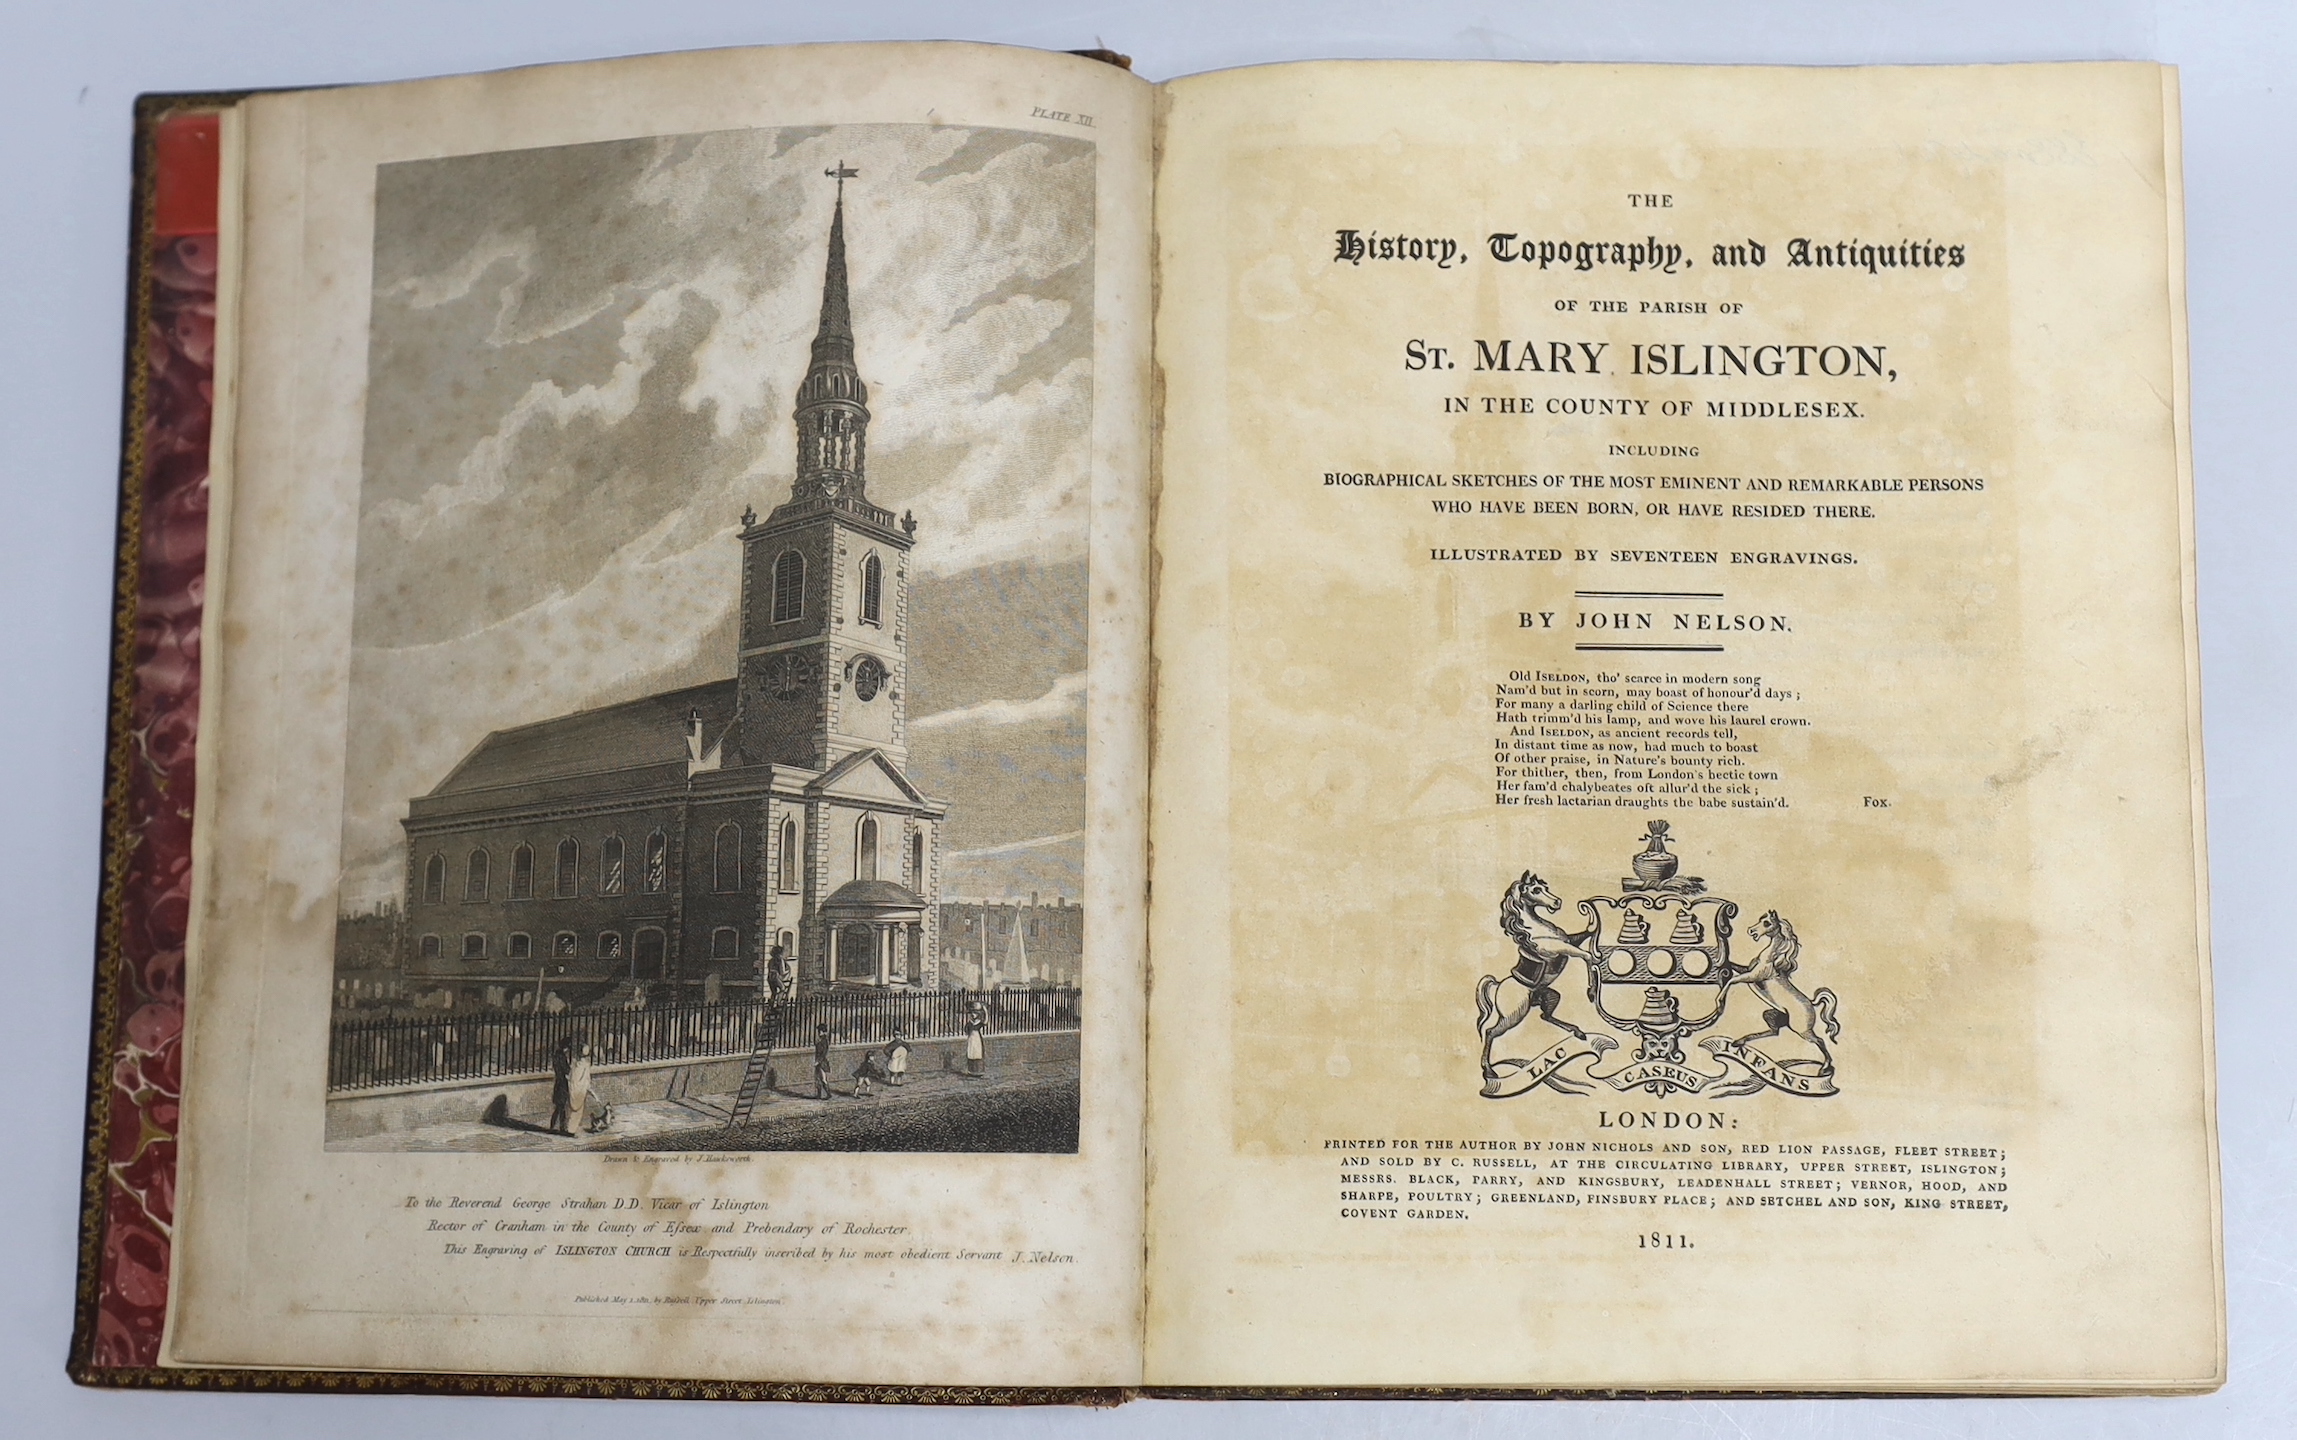 PLATE XII.
Drawn & Engraved by J. Hawksworth.
To the Reverend George Strahan D.D. Vicar of Islington
Rector of Cranham in the County of Eſsex and Prebendary of Rochester.
This Engraving of ISLINGTON CHURCH is Respectfully inscribed by his most obedient Servant J. Nelson.
Published May 1, 1811, by Russell, Upper Street, Islington.
THE
History, Topography, and Antiquities
OF THE PARISH OF
ST. MARY ISLINGTON,
IN THE COUNTY OF MIDDLESEX.
INCLUDING
BIOGRAPHICAL SKETCHES OF THE MOST EMINENT AND REMARKABLE PERSONS
WHO HAVE BEEN BORN, OR HAVE RESIDED THERE.
ILLUSTRATED BY SEVENTEEN ENGRAVINGS.
BY JOHN NELSON.
Old ISELDON, tho' scarce in modern song
Nam'd but in scorn, may boast of honour'd days;
For many a darling child of Science there
Hath trimm'd his lamp, and wove his laurel crown.
And ISELDON, as ancient records tell,
In distant time as now, had much to boast
Of other praise, in Nature's bounty rich.
For thither, then, from London's hectic town
Her fam'd chalybeates oft allur'd the sick;
Her fresh lactarian draughts the babe sustain'd. Fox.
LAC CASEUS INFANS
LONDON:
PRINTED FOR THE AUTHOR BY JOHN NICHOLS AND SON, RED LION PASSAGE, FLEET STREET;
AND SOLD BY C. RUSSELL, AT THE CIRCULATING LIBRARY, UPPER STREET, ISLINGTON;
MESSRS. BLACK, PARRY, AND KINGSBURY, LEADENHALL STREET; VERNOR, HOOD, AND
SHARPE, POULTRY; GREENLAND, FINSBURY PLACE; AND SETCHEL AND SON, KING STREET,
COVENT GARDEN.
1811.